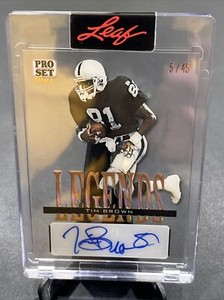 Leaf
PRO SET
5/45
81
LEGENDS
TIM BROWN